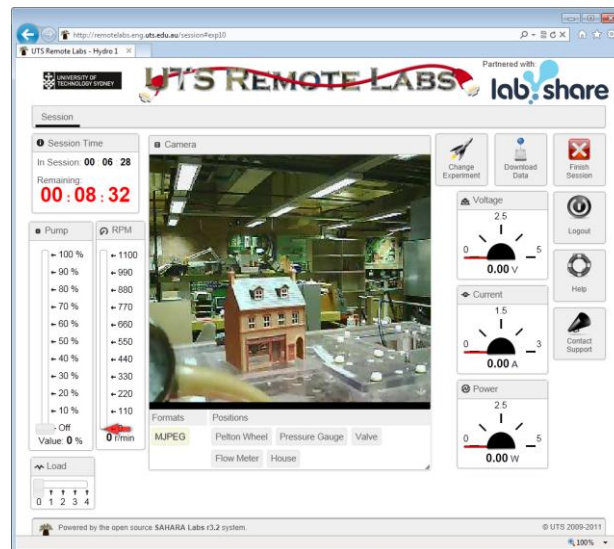 http://remotelabs.eng.uts.edu.au/session#exp10
UTS Remote Labs - Hydro 1
UNIVERSITY OF
TECHNOLOGY SYDNEY
UTS REMOTE LABS
Partnered with
labshare
Session
Session Time
In Session: 00 : 06 : 28
Remaining:
00 : 08 : 32
Camera
Change
Experiment
Download
Data
Finish
Session
Pump
100 %
90 %
80 %
70 %
60 %
50 %
40 %
30 %
20 %
10 %
Off
Value: 0 %
RPM
1100
990
880
770
660
550
440
330
220
110
0 r/min
Voltage
2.5
0
5
0.00 V
Logout
Current
1.5
0
3
0.00 A
Help
Contact
Support
Power
2.5
0
5
0.00 W
Formats
Positions
MJPEG
Pelton Wheel
Pressure Gauge
Valve
Flow Meter
House
Load
0 1 2 3 4
Powered by the open source SAHARA Labs r3.2 system.
© UTS 2009-2011
100%